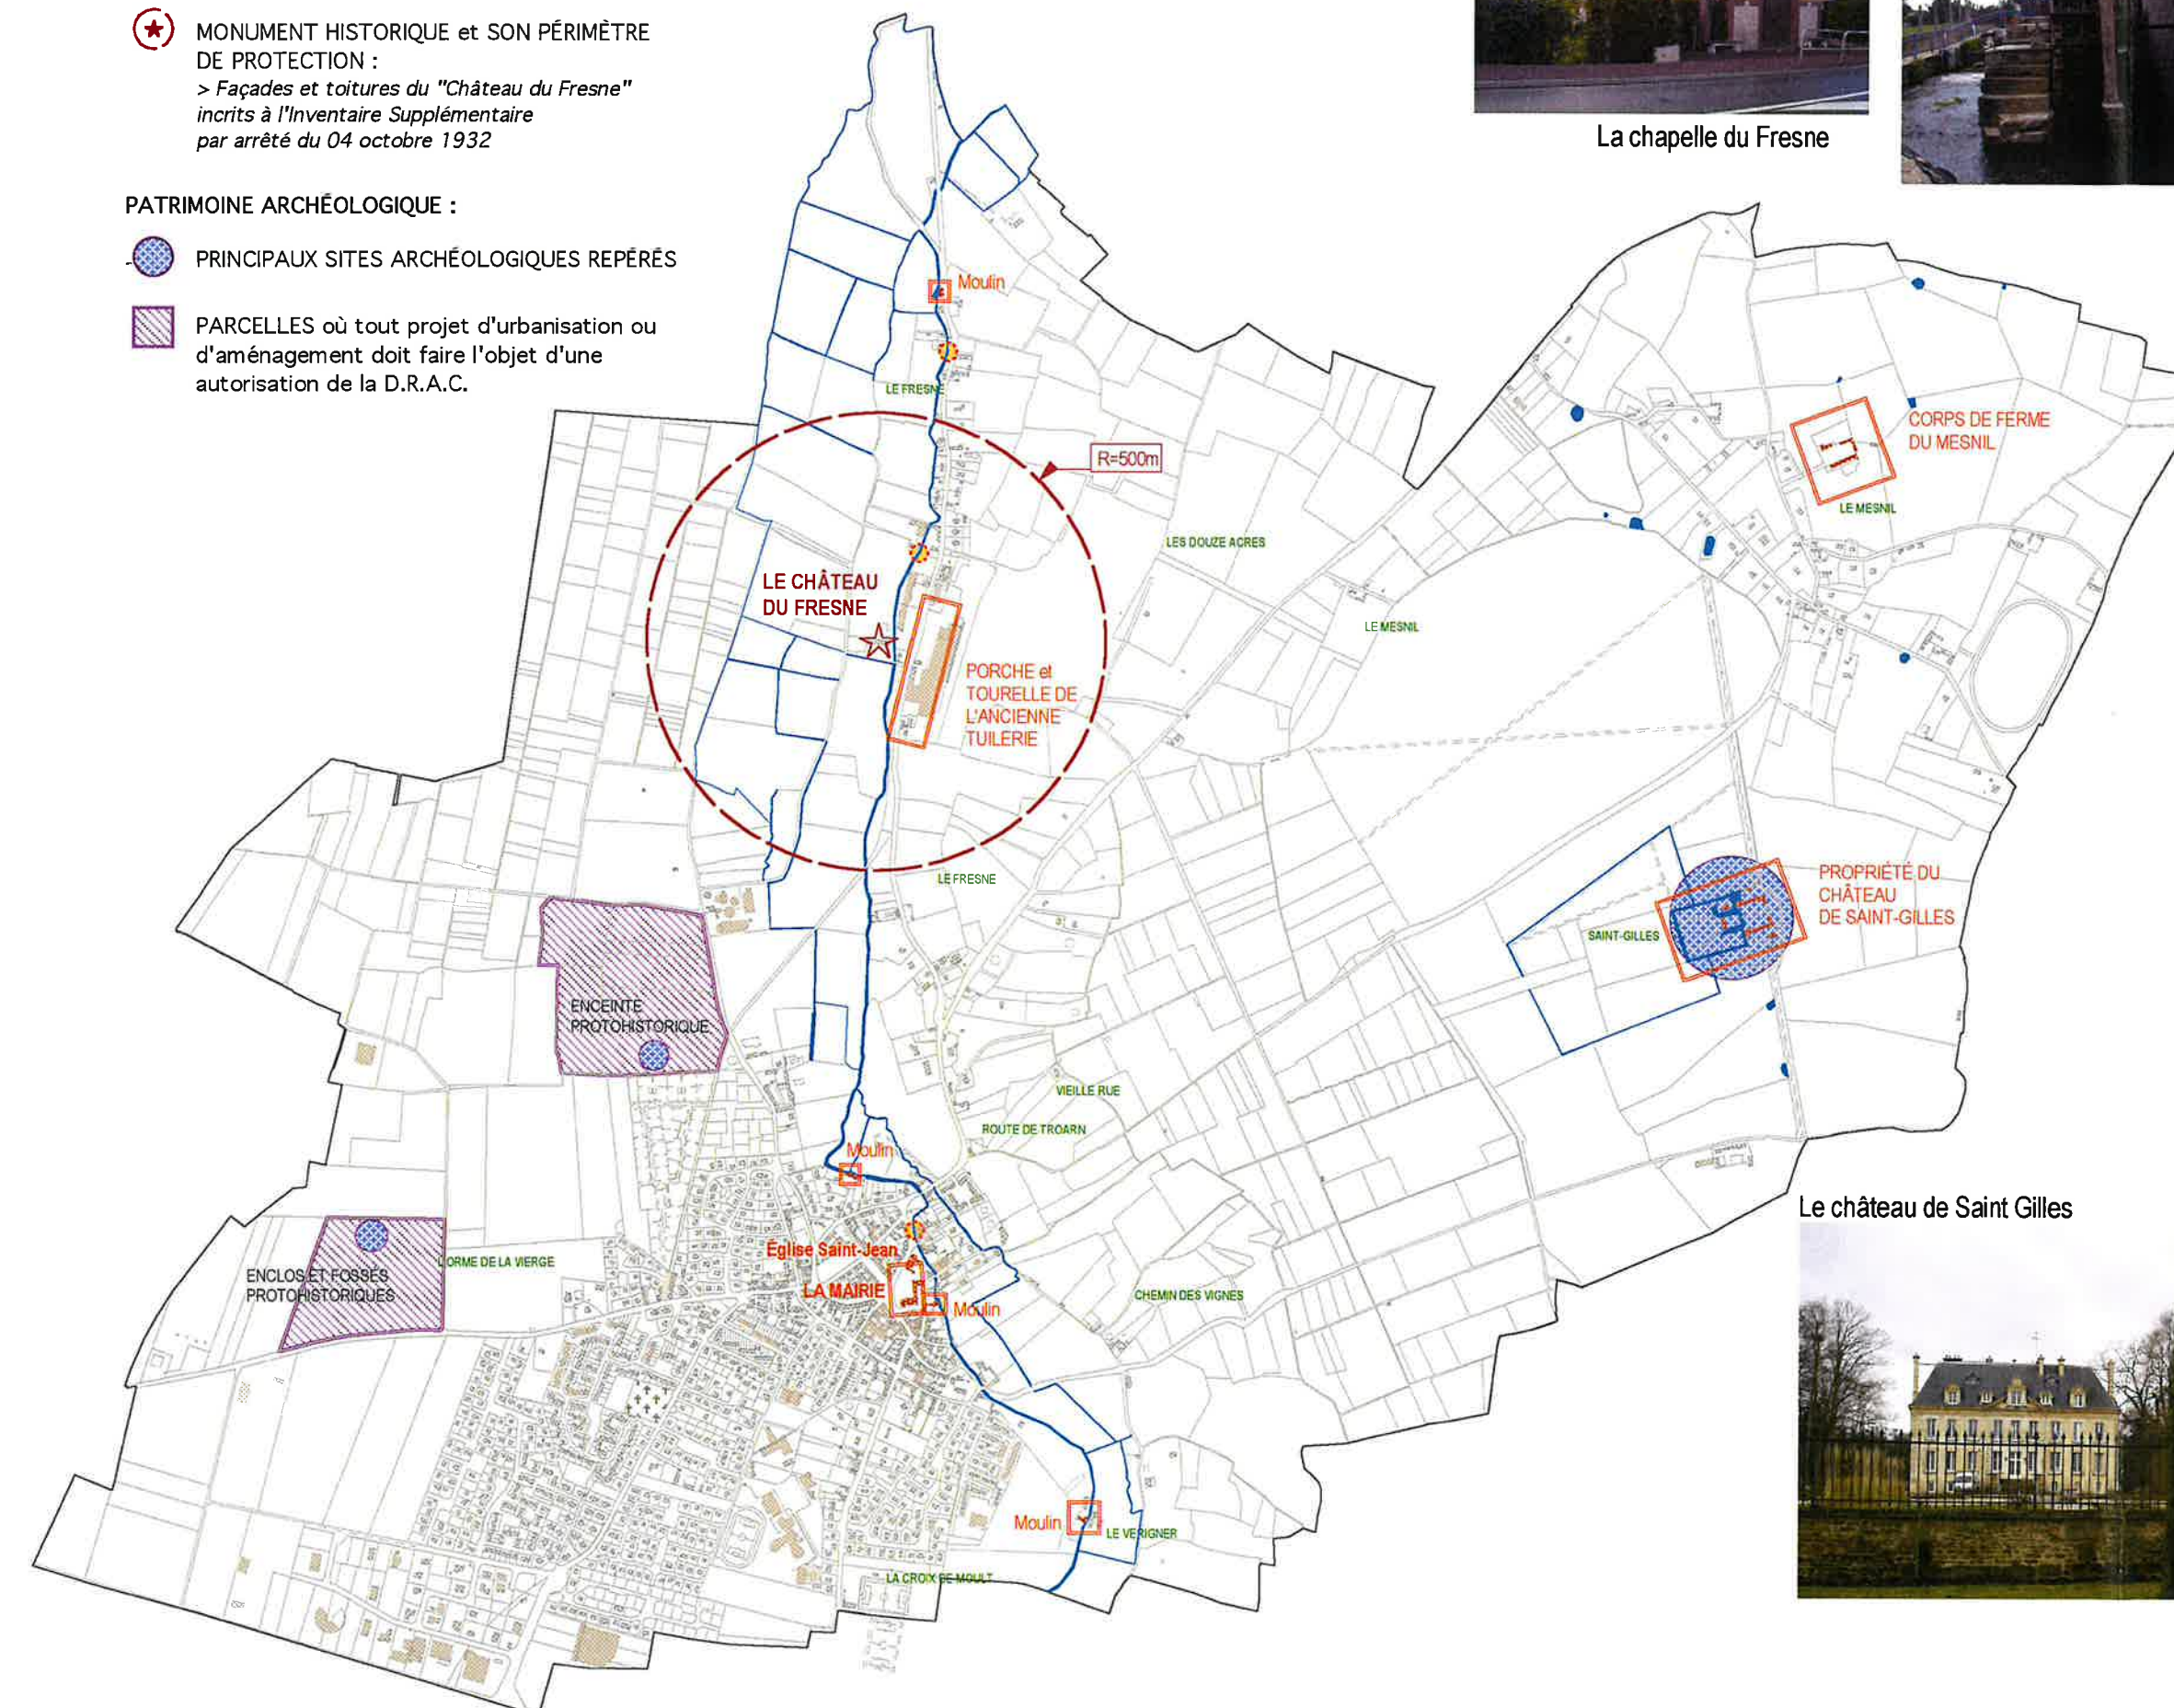 MONUMENT HISTORIQUE et SON PÉRIMÈTRE
DE PROTECTION :
> Façades et toitures du "Château du Fresne"
incrits à l'Inventaire Supplémentaire
par arrêté du 04 octobre 1932
PATRIMOINE ARCHÉOLOGIQUE :
PRINCIPAUX SITES ARCHÉOLOGIQUES REPÉRÉS
PARCELLES où tout projet d'urbanisation ou
d'aménagement doit faire l'objet d'une
autorisation de la D.R.A.C.
La chapelle du Fresne
Moulin
LE FRESNE
R=500m
CORPS DE FERME
DU MESNIL
LE MESNIL
LES DOUZE ACRES
LE CHÂTEAU
DU FRESNE
LE MESNIL
PORCHE et
TOURELLE DE
L'ANCIENNE
TUILERIE
LE FRESNE
PROPRIÉTÉ DU
CHÂTEAU
DE SAINT-GILLES
SAINT-GILLES
ENCEINTE
PROTOHISTORIQUE
VIEILLE RUE
ROUTE DE TROARN
Moulin
Le château de Saint Gilles
Église Saint-Jean
L'ORME DE LA VIERGE
ENCLOS ET FOSSÉS
PROTOHISTORIQUES
LA MAIRIE
Moulin
CHEMIN DES VIGNES
Moulin
LE VERIGNER
LA CROIX DE MOULT